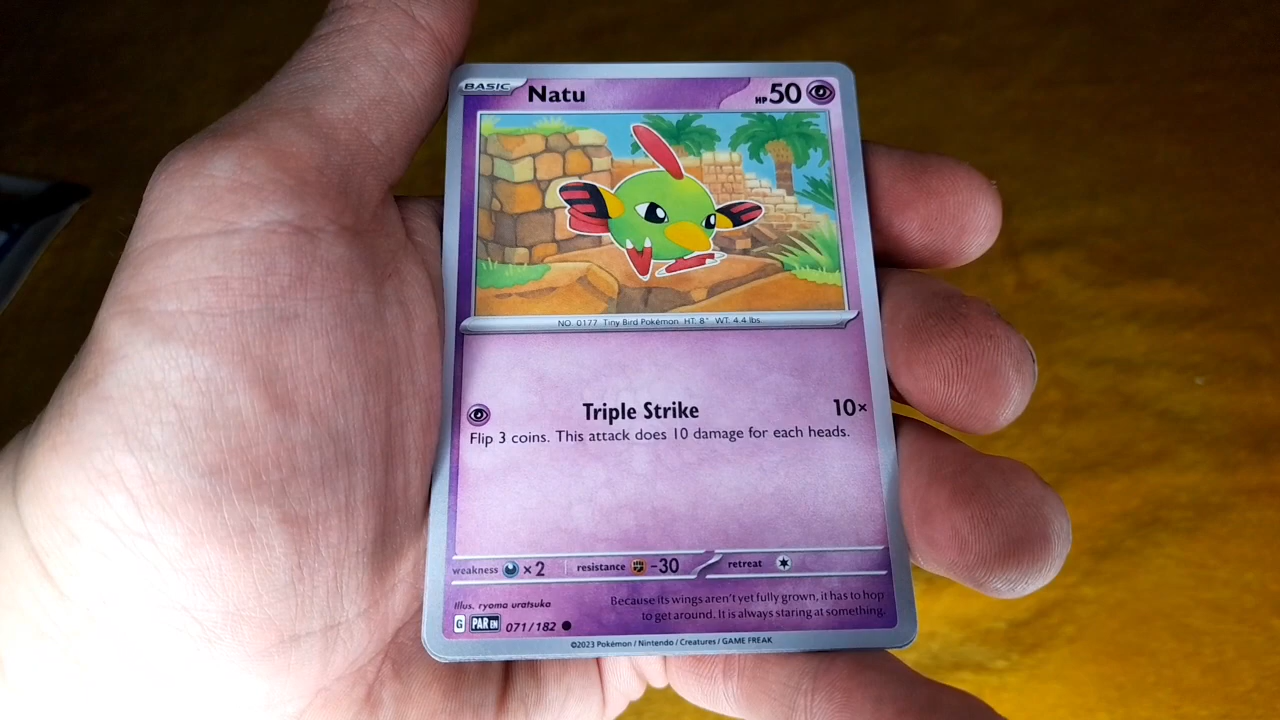 BASIC Natu HP 50
NO. 0177 Tiny Bird Pokémon HT: 8" WT: 4.4 lbs.
Triple Strike 10×
Flip 3 coins. This attack does 10 damage for each heads.
weakness ×2 resistance -30 retreat
Illus. ryoma uratsuka
Because its wings aren't yet fully grown, it has to hop
to get around. It is always staring at something.
G PAR EN 071/182
©2023 Pokémon / Nintendo / Creatures / GAME FREAK